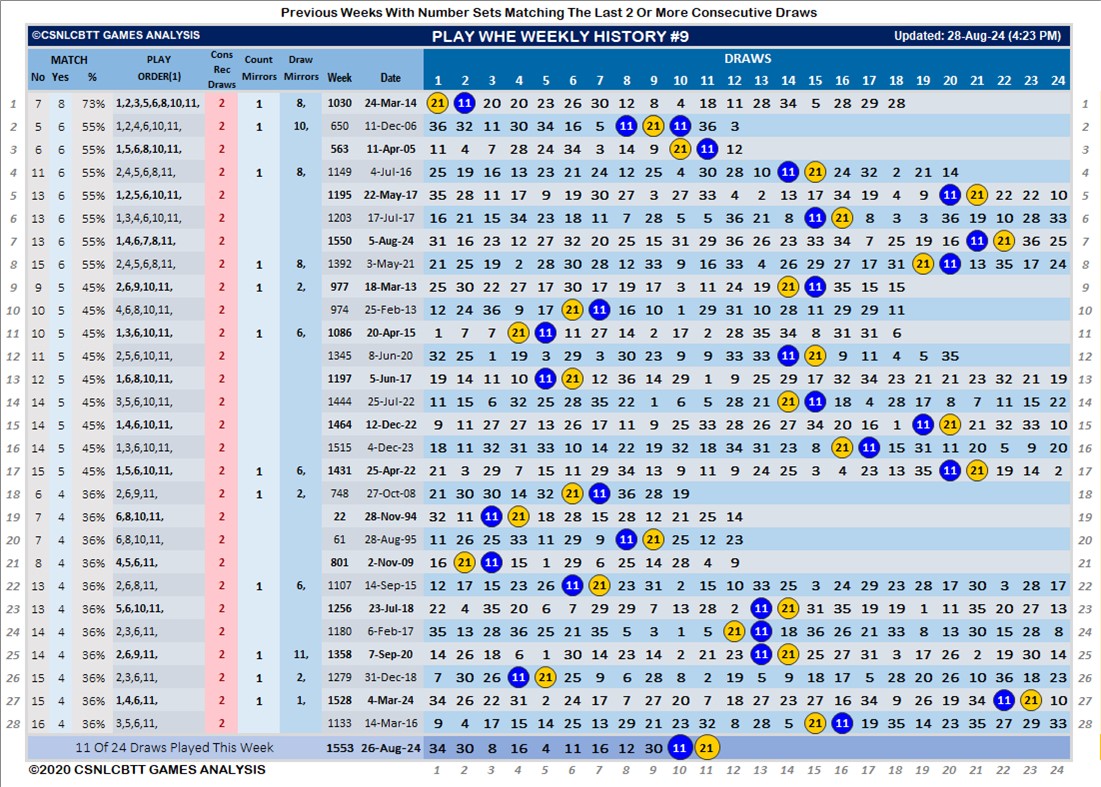 Previous Weeks With Number Sets Matching The Last 2 Or More Consecutive Draws
©CSNLCBTT GAMES ANALYSIS PLAY WHE WEEKLY HISTORY #9 Updated: 28-Aug-24 (4:23 PM)
MATCH PLAY Cons Rec Draws Count Mirrors Draw Mirrors Week Date DRAWS
No Yes % ORDER(1) 1 2 3 4 5 6 7 8 9 10 11 12 13 14 15 16 17 18 19 20 21 22 23 24
1 7 8 73% 1,2,3,5,6,8,10,11, 2 1 8, 1030 24-Mar-14 21 11 20 20 23 26 30 12 8 4 18 11 28 34 5 28 29 28 1
2 5 6 55% 1,2,4,6,10,11, 2 1 10, 650 11-Dec-06 36 32 11 30 34 16 5 11 21 11 36 3 2
3 6 6 55% 1,5,6,8,10,11, 2 563 11-Apr-05 11 4 7 28 24 34 3 14 9 21 11 12 3
4 11 6 55% 2,4,5,6,8,11, 2 1 8, 1149 4-Jul-16 25 19 16 13 23 21 24 12 25 4 30 28 10 11 21 24 32 2 21 14 4
5 13 6 55% 1,2,5,6,10,11, 2 1195 22-May-17 35 28 11 17 9 19 30 27 3 27 33 4 2 13 17 34 19 4 9 11 21 22 22 10 5
6 13 6 55% 1,3,4,6,10,11, 2 1203 17-Jul-17 16 21 15 34 23 18 11 7 28 5 5 36 21 8 11 21 8 3 3 36 19 10 28 33 6
7 13 6 55% 1,4,6,7,8,11, 2 1550 5-Aug-24 31 16 23 12 27 32 20 25 15 31 29 36 26 23 33 34 7 25 19 16 11 21 36 25 7
8 15 6 55% 2,4,5,6,8,11, 2 1 8, 1392 3-May-21 21 25 19 2 28 30 28 12 33 9 16 33 4 26 29 27 17 31 21 11 13 35 17 24 8
9 9 5 45% 2,6,9,10,11, 2 1 2, 977 18-Mar-13 25 30 22 27 17 30 17 19 17 3 11 24 19 21 11 35 15 15 9
10 10 5 45% 4,6,8,10,11, 2 974 25-Feb-13 12 24 36 9 17 21 11 16 10 1 29 31 10 28 11 29 29 11 10
11 10 5 45% 1,3,6,10,11, 2 1 6, 1086 20-Apr-15 1 7 7 21 11 11 27 14 2 17 2 28 35 34 8 31 31 6 11
12 11 5 45% 2,5,6,10,11, 2 1345 8-Jun-20 32 25 1 19 3 29 3 30 23 9 9 33 33 11 21 9 11 4 5 35 12
13 12 5 45% 1,6,8,10,11, 2 1197 5-Jun-17 19 14 11 10 11 21 12 36 14 29 1 9 25 29 17 32 34 23 21 21 23 32 21 19 13
14 12 5 45% 3,5,6,10,11, 2 1444 25-Jul-22 11 15 6 32 25 28 35 22 1 6 5 28 21 21 11 18 4 28 17 8 7 11 15 22 14
15 14 5 45% 1,4,6,10,11, 2 1464 12-Dec-22 9 11 27 27 13 26 17 11 9 25 33 28 26 27 34 20 16 1 11 21 21 32 33 10 15
16 14 5 45% 1,3,6,10,11, 2 1515 4-Dec-23 18 11 32 31 33 10 14 22 19 32 18 34 31 23 8 21 11 15 31 11 20 5 9 20 16
17 15 5 45% 1,5,6,10,11, 2 1 6, 1431 25-Apr-22 21 3 29 7 15 11 29 34 13 9 11 9 24 25 3 4 23 13 35 11 21 19 14 2 17
18 6 4 36% 2,6,9,11, 2 1 2, 748 27-Oct-08 21 30 30 14 32 21 11 36 28 19 18
19 7 4 36% 6,8,10,11, 2 22 28-Nov-94 32 11 11 21 18 28 15 28 12 21 25 14 19
20 7 4 36% 6,8,10,11, 2 61 28-Aug-95 11 26 25 33 11 29 9 11 21 25 12 23 20
21 8 4 36% 4,5,6,11, 2 801 2-Nov-09 16 21 11 15 1 29 6 25 14 28 4 9 21
22 13 4 36% 2,6,8,11, 2 1 6, 1107 14-Sep-15 12 17 15 23 26 11 21 23 31 2 15 10 33 25 3 24 29 23 28 17 30 3 28 17 22
23 13 4 36% 5,6,10,11, 2 1256 23-Jul-18 22 4 35 20 6 7 29 29 7 13 28 2 11 21 31 35 19 19 1 11 35 20 27 13 23
24 14 4 36% 2,3,6,11, 2 1180 6-Feb-17 35 13 28 36 25 21 35 5 3 1 5 21 11 18 36 26 21 33 8 13 30 15 28 8 24
25 14 4 36% 2,6,9,11, 2 1 11, 1358 7-Sep-20 14 26 18 6 1 30 14 23 14 2 21 23 11 21 25 27 31 3 17 26 2 19 30 14 25
26 15 4 36% 2,3,6,11, 2 1 2, 1279 31-Dec-18 7 30 26 11 21 25 9 6 28 8 2 19 5 9 18 17 5 28 20 26 10 36 18 23 26
27 15 4 36% 1,4,6,11, 2 1 1, 1528 4-Mar-24 34 26 22 31 2 24 17 7 27 20 7 18 27 23 27 16 34 9 26 19 34 11 21 10 27
28 16 4 36% 3,5,6,11, 2 1133 14-Mar-16 9 4 17 15 14 25 13 29 21 23 32 8 28 5 21 11 19 35 14 23 35 27 29 33 28
11 Of 24 Draws Played This Week 1553 26-Aug-24 34 30 8 16 4 11 16 12 30 10 21
©2020 CSNLCBTT GAMES ANALYSIS 1 2 3 4 5 6 7 8 9 10 11 12 13 14 15 16 17 18 19 20 21 22 23 24